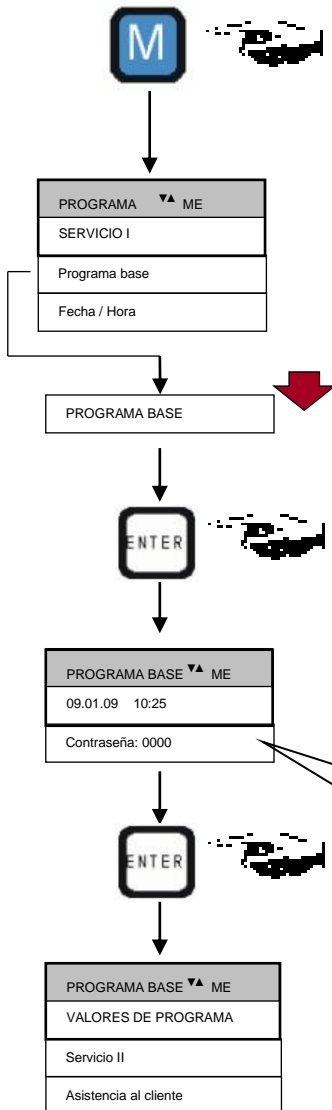 M
PROGRAMA ▼▲ ME
SERVICIO I
Programa base
Fecha / Hora
PROGRAMA BASE
ENTER
PROGRAMA BASE ▼▲ ME
09.01.09 10:25
Contraseña: 0000
ENTER
PROGRAMA BASE ▼▲ ME
VALORES DE PROGRAMA
Servicio II
Asistencia al cliente